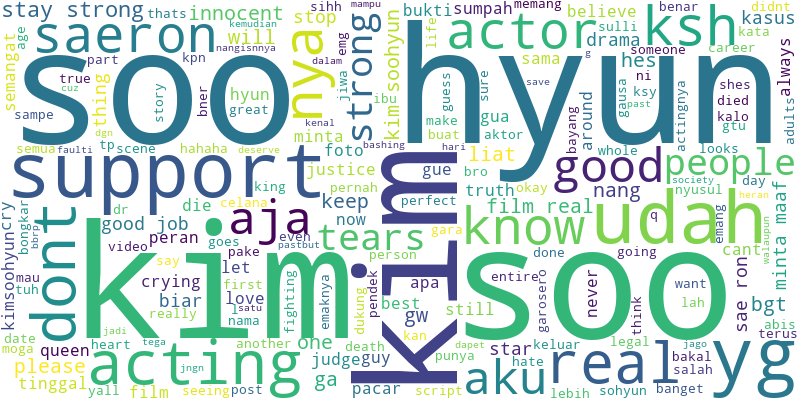 stay strong thats innocent stop sihh mampu bukti sumpah memang benar didnt
nangisnnya kemudian believe kasus
age saeron will nya emg life drama sulli someone career kata
semangat part kpn strong kim soohyun actor hes sama ksh always
thing jiwa
true cuz hyun dalam guess ni shes
soo story bner ibu sure hyun ksy died adults
sampe great gua make around gausa past kalo
dgn kenal minta buat aktor g save bayang actingnya gtu
semua faulti tp scene hahaha deserve bashing hari whole looks
support foto liat good people
king justice gue bro okay society nyusul day heran
dont die pernah truth nang q minta maaf
cry bongkar bbrp dr celana keep perfect film real emang
good job aja now know udah walaupun
kimsoohyun video peran goes even tears gara cant
mau kim pake pastbut person kim soo sae ron
tuh say let fighting apa done going
crying first emaknya dukung pendek entire never want
biar love best gw still garosero think lah bgt
moga jadi really nama satu one kan
date queen heart another death star legal abis terus
please acting tega ga judge guy punya aku keluar real bakal yg
tinggal film yall jngn seeing post pacar script dapet hate lebih sohyun salah banget jago